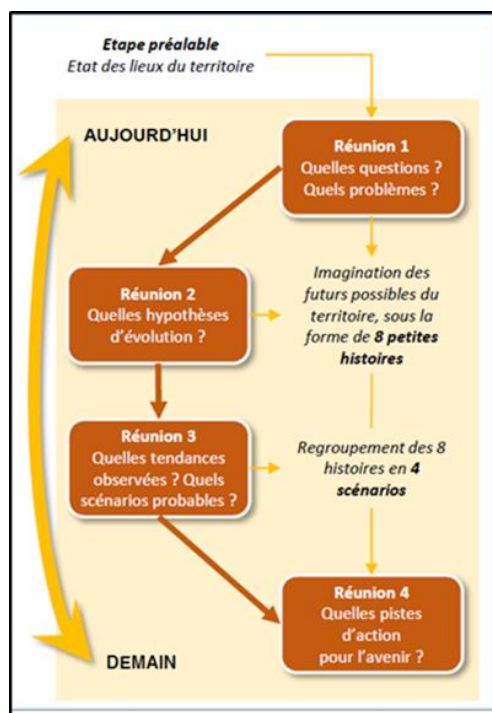 Etape préalable
Etat des lieux du territoire
AUJOURD'HUI
Réunion 1
Quelles questions ?
Quels problèmes ?
Réunion 2
Quelles hypothèses
d'évolution ?
Imagination des
futurs possibles du
territoire, sous la
forme de 8 petites
histoires
Réunion 3
Quelles tendances
observées ? Quels
scénarios probables ?
Regroupement des 8
histoires en 4
scénarios
Réunion 4
Quelles pistes
d'action
pour l'avenir ?
DEMAIN